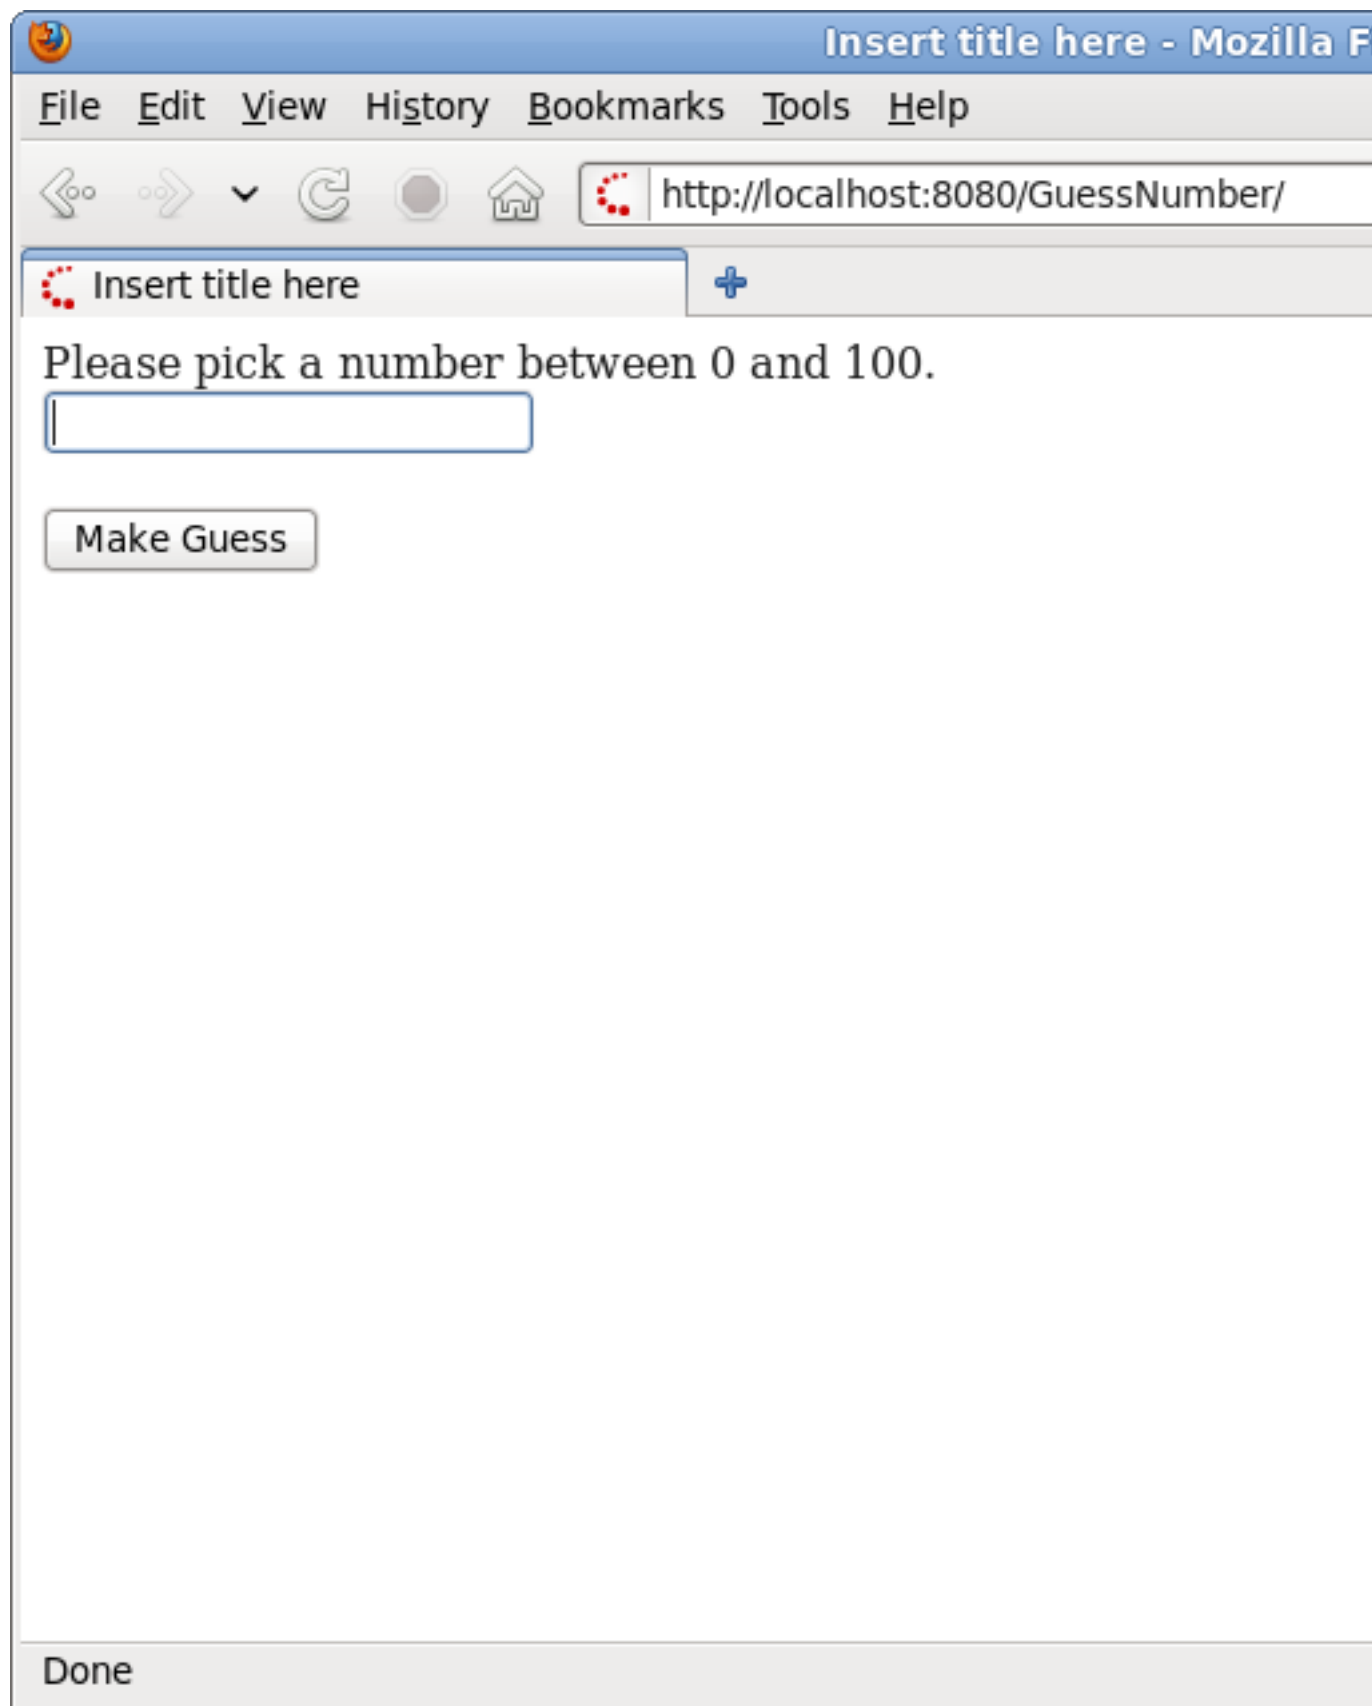 Insert title here - Mozilla F
File Edit View History Bookmarks Tools Help
http://localhost:8080/GuessNumber/
Insert title here
Please pick a number between 0 and 100.
Make Guess
Done